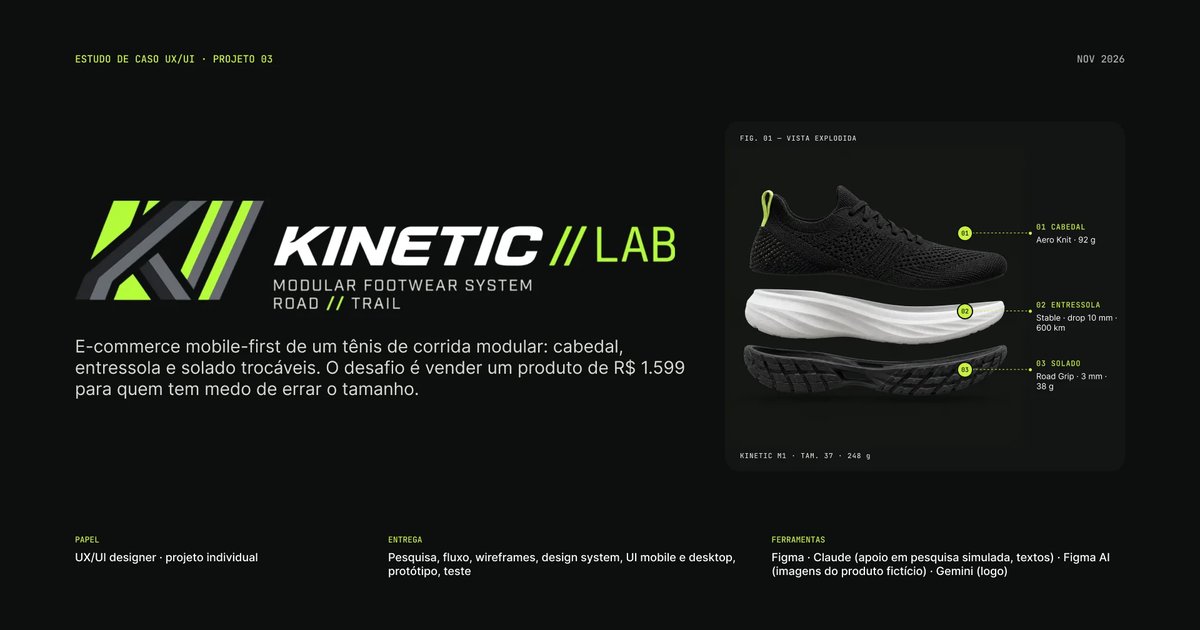 ESTUDO DE CASO UX/UI · PROJETO 03
NOV 2026
KINETIC // LAB
MODULAR FOOTWEAR SYSTEM
ROAD // TRAIL
E-commerce mobile-first de um tênis de corrida modular: cabedal,
entressola e solado trocáveis. O desafio é vender um produto de R$ 1.599
para quem tem medo de errar o tamanho.
FIG. 01 — VISTA EXPLODIDA
01
01 CABEDAL
Aero Knit · 92 g
02
02 ENTRESSOLA
Stable · drop 10 mm ·
600 km
03
03 SOLADO
Road Grip · 3 mm ·
38 g
KINETIC M1 · TAM. 37 · 248 g
PAPEL
UX/UI designer · projeto individual
ENTREGA
Pesquisa, fluxo, wireframes, design system, UI mobile e desktop,
protótipo, teste
FERRAMENTAS
Figma · Claude (apoio em pesquisa simulada, textos) · Figma AI
(imagens do produto fictício) · Gemini (logo)